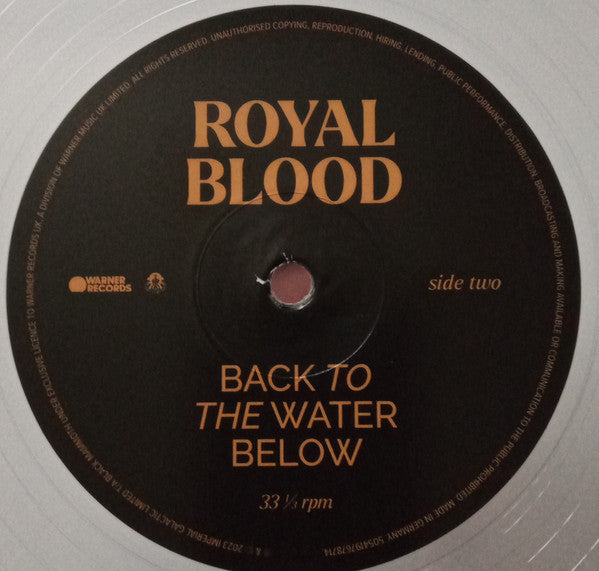 ROYAL
BLOOD
WARNER
RECORDS
side two
BACK TO
THE WATER
BELOW
33 ⅓ rpm
& 2023 IMPERIAL GALACTIC LIMITED T/A BLACK MAMMOTH UNDER EXCLUSIVE LICENCE TO WARNER RECORDS UK, A DIVISION OF WARNER MUSIC UK LIMITED. ALL RIGHTS RESERVED. UNAUTHORISED COPYING, REPRODUCTION, HIRING, LENDING, PUBLIC PERFORMANCE, DISTRIBUTION, BROADCASTING AND MAKING AVAILABLE OR COMMUNICATION TO THE PUBLIC PROHIBITED. MADE IN GERMANY. 5054197678714